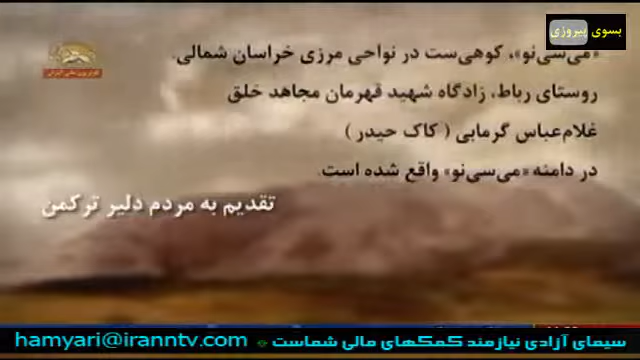 بسوی پیروزی
«می‌سی‌نو»، کوهی‌ست در نواحی مرزی خراسان شمالی.
روستای رباط، زادگاه شهید قهرمان مجاهد خلق
غلام‌عباس گرمابی ( کاک حیدر )
در دامنه «می‌سی‌نو» واقع شده است.
تقدیم به مردم دلیر ترکمن
سیمای آزادی نیازمند کمک‌های مالی شماست hamyari@iranntv.com